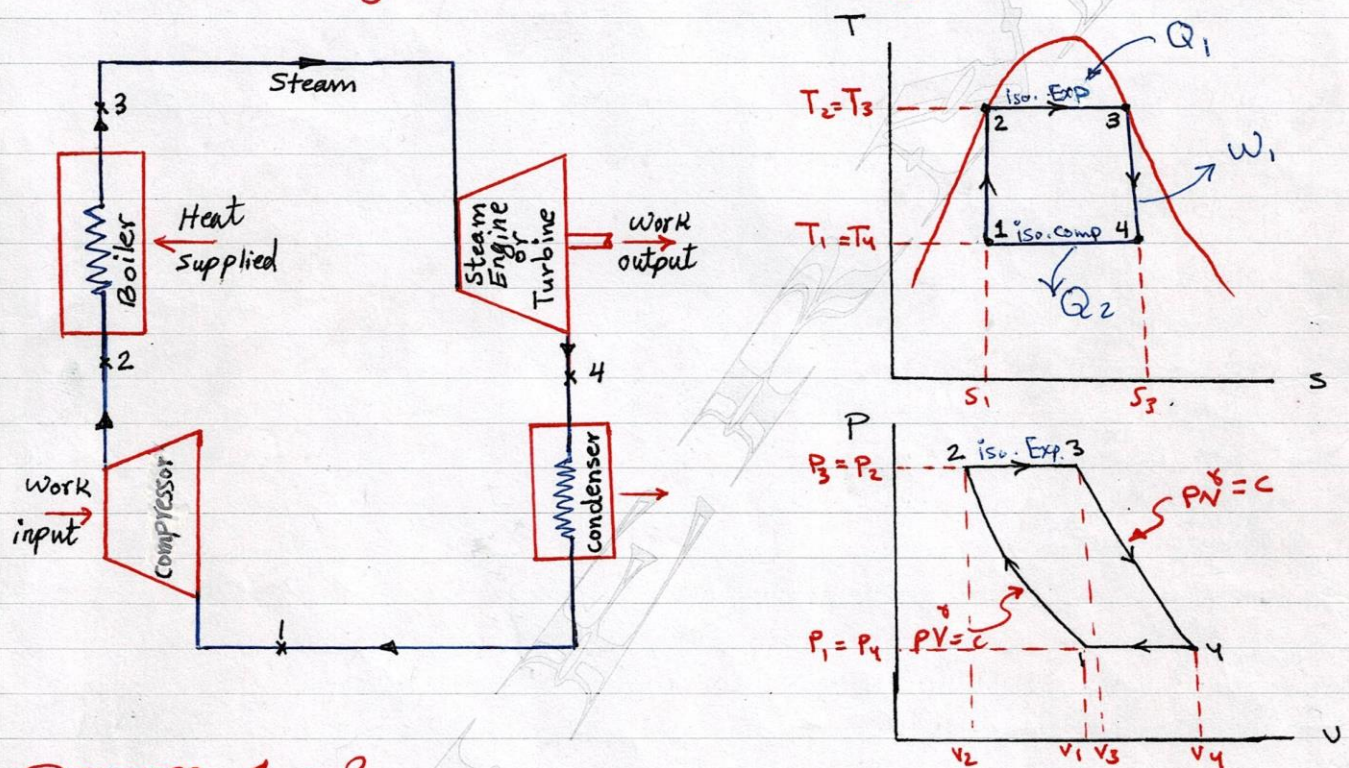 Steam
3
Boiler
Heat
supplied
2
Steam
Engine
or
Turbine
Work
output
4
condenser
Work
input
Compressor
1
T
Q1
T2=T3
iso. Exp
2
3
W1
T1=T4
1
iso.comp
4
Q2
S1
S3
S
P
P3=P2
2
iso. Exp.
3
PV^γ=C
PV^γ=C
P1=P4
1
4
V2
V1
V3
V4
V